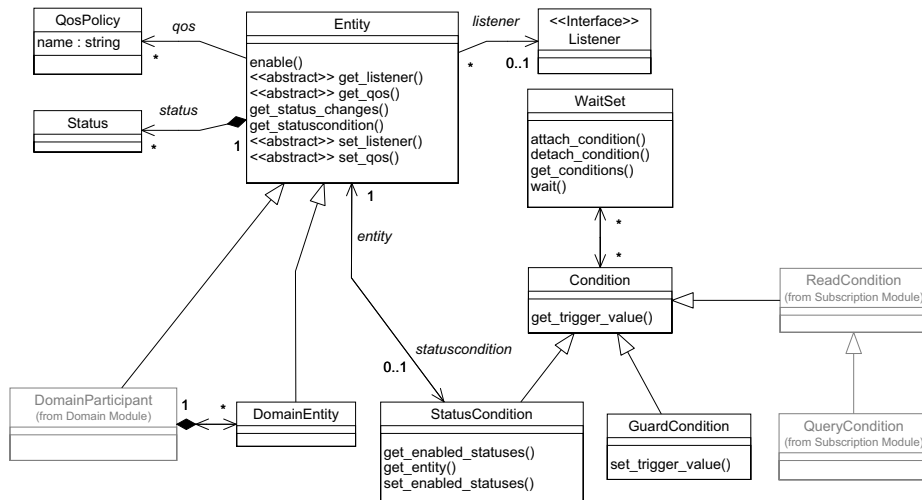 QosPolicy
name : string
qos
*
Entity
enable()
<<abstract>> get_listener()
<<abstract>> get_qos()
get_status_changes()
get_statuscondition()
<<abstract>> set_listener()
<<abstract>> set_qos()
listener
*
0..1
<<Interface>>
Listener
Status
status
*
1
WaitSet
attach_condition()
detach_condition()
get_conditions()
wait()
1
entity
*
*
Condition
get_trigger_value()
ReadCondition
(from Subscription Module)
statuscondition
0..1
DomainParticipant
(from Domain Module)
1
*
DomainEntity
StatusCondition
get_enabled_statuses()
get_entity()
set_enabled_statuses()
GuardCondition
set_trigger_value()
QueryCondition
(from Subscription Module)